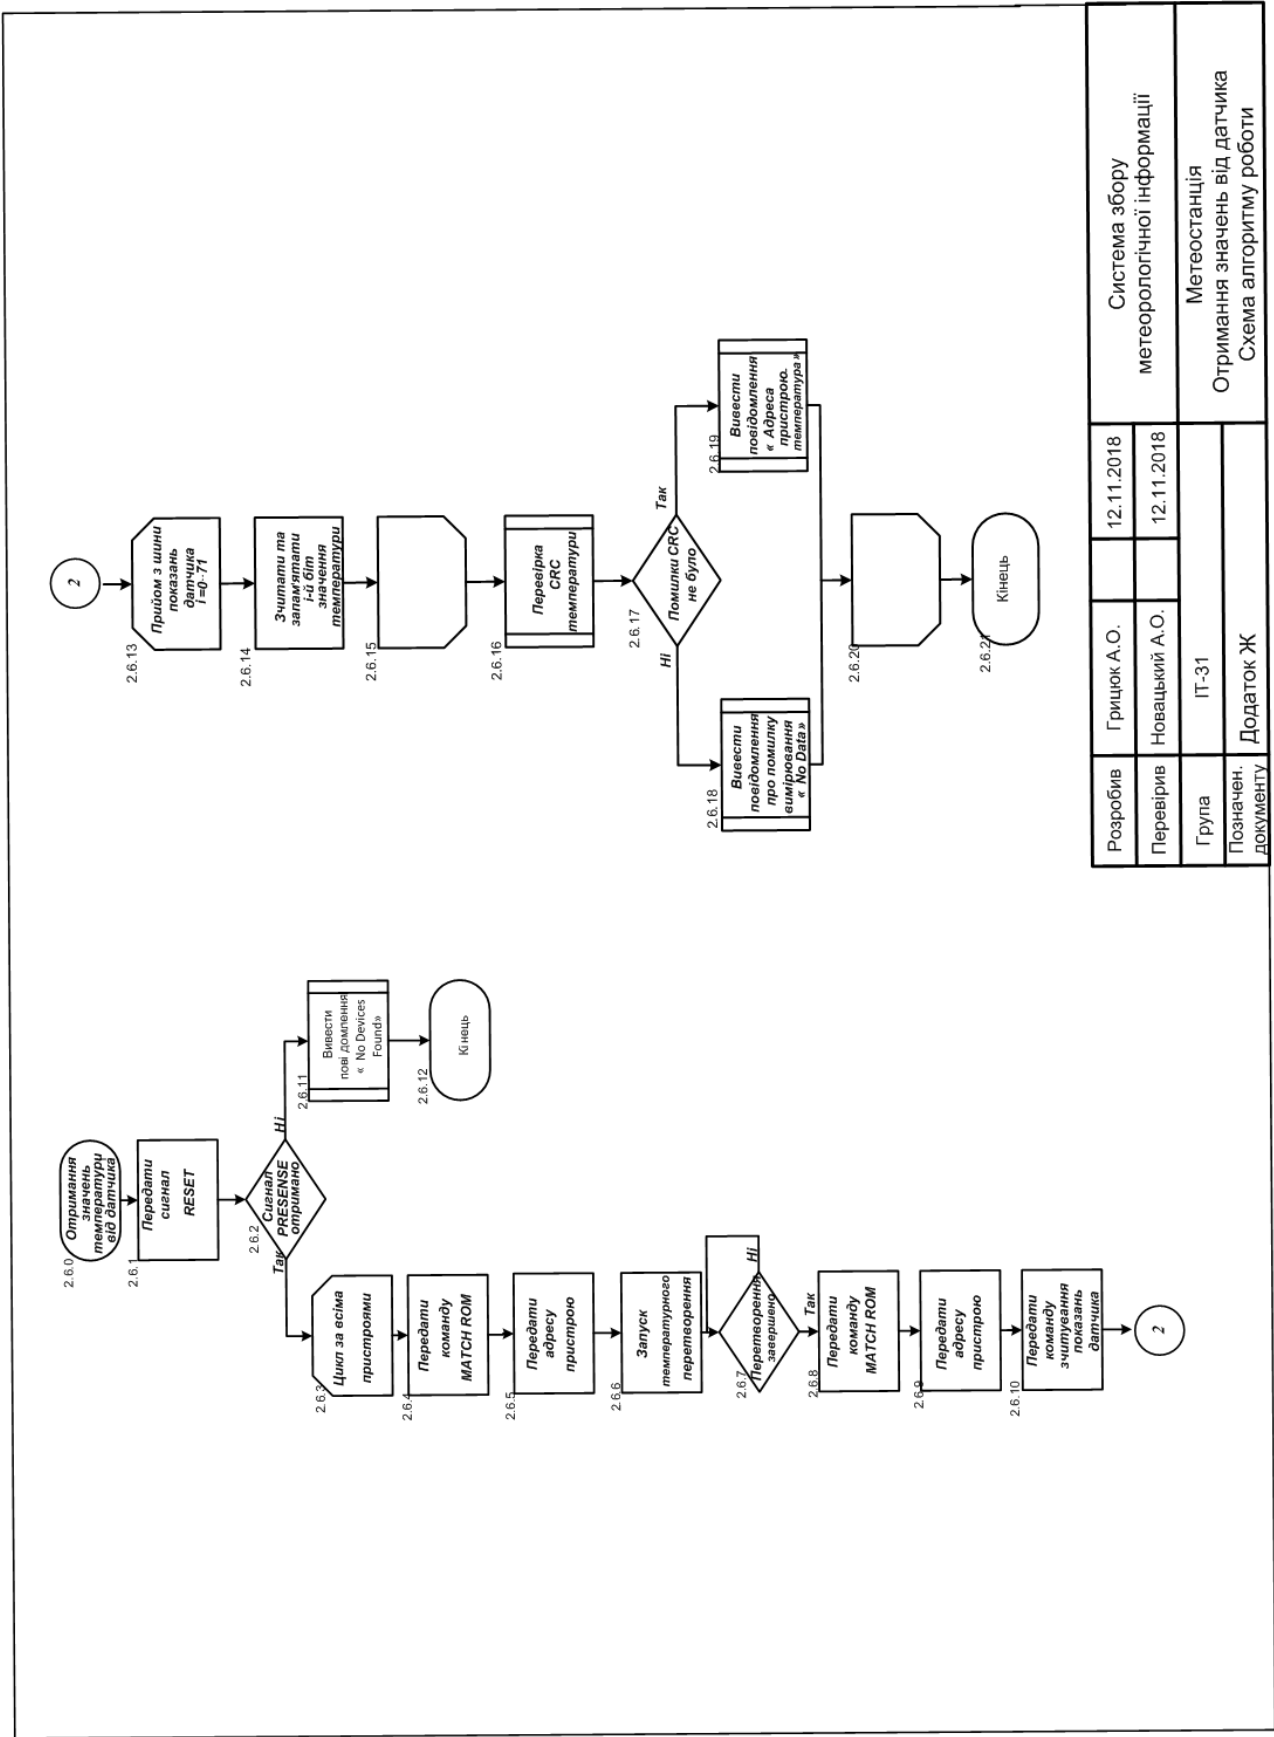 2.6.0
Отримання
значень
температури
від датчика
2.6.1
Передати
сигнал
RESET
2.6.2
Сигнал
PRESENSE
отримано
Так
Ні
2.6.11
Вивести
пові домлення
« No Devices
Found»
2.6.12
Кінець
2.6.3
Цикл за всіма
пристроями
2.6.4
Передати
команду
MATCH ROM
2.6.5
Передати
адресу
пристрою
2.6.6
Запуск
температурного
перетворення
2.6.7
Перетворення
завершено
Ні
Так
2.6.8
Передати
команду
MATCH ROM
2.6.9
Передати
адресу
пристрою
2.6.10
Передати
команду
зчитування
показань
датчика
2
2
2.6.13
Прийом з шини
показань
датчика
i =0··71
2.6.14
Зчитати та
запам'ятати
і-й біт
значення
температури
2.6.15
2.6.16
Перевірка
CRC
температури
2.6.17
Помилки CRC
не було
Ні
Так
2.6.18
Вивести
повідомлення
про помилку
вимірювання
« No Data»
2.6.19
Вивести
повідомлення
« Адреса
пристрою.
температура»
2.6.20
2.6.21
Кінець
Розробив Грицюк А.О. 12.11.2018
Перевірив Новацький А.О. 12.11.2018
Група ІТ-31
Позначен.
документу Додаток Ж
Система збору
метеорологічної інформації
Метеостанція
Отримання значень від датчика
Схема алгоритму роботи